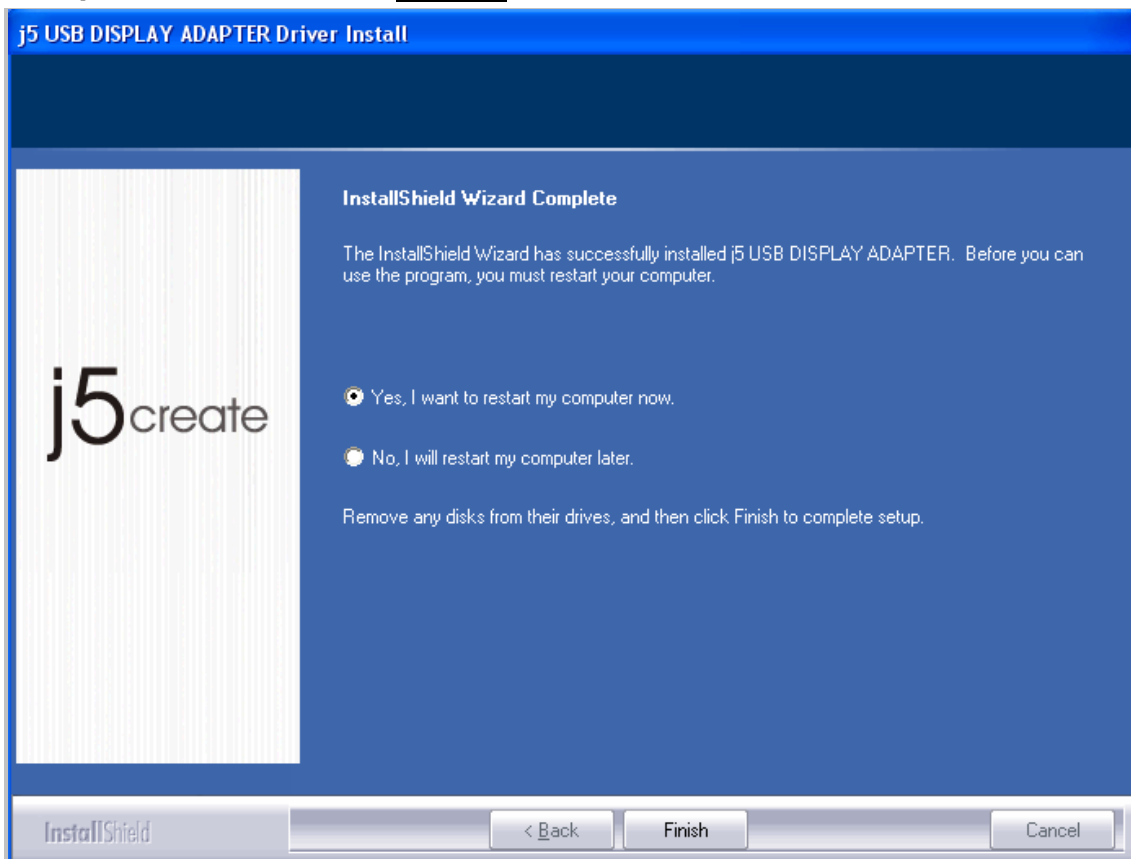 j5 USB DISPLAY ADAPTER Driver Install
InstallShield Wizard Complete
The InstallShield Wizard has successfully installed j5 USB DISPLAY ADAPTER. Before you can
use the program, you must restart your computer.
j5create
Yes, I want to restart my computer now.
No, I will restart my computer later.
Remove any disks from their drives, and then click Finish to complete setup.
InstallShield
< Back
Finish
Cancel